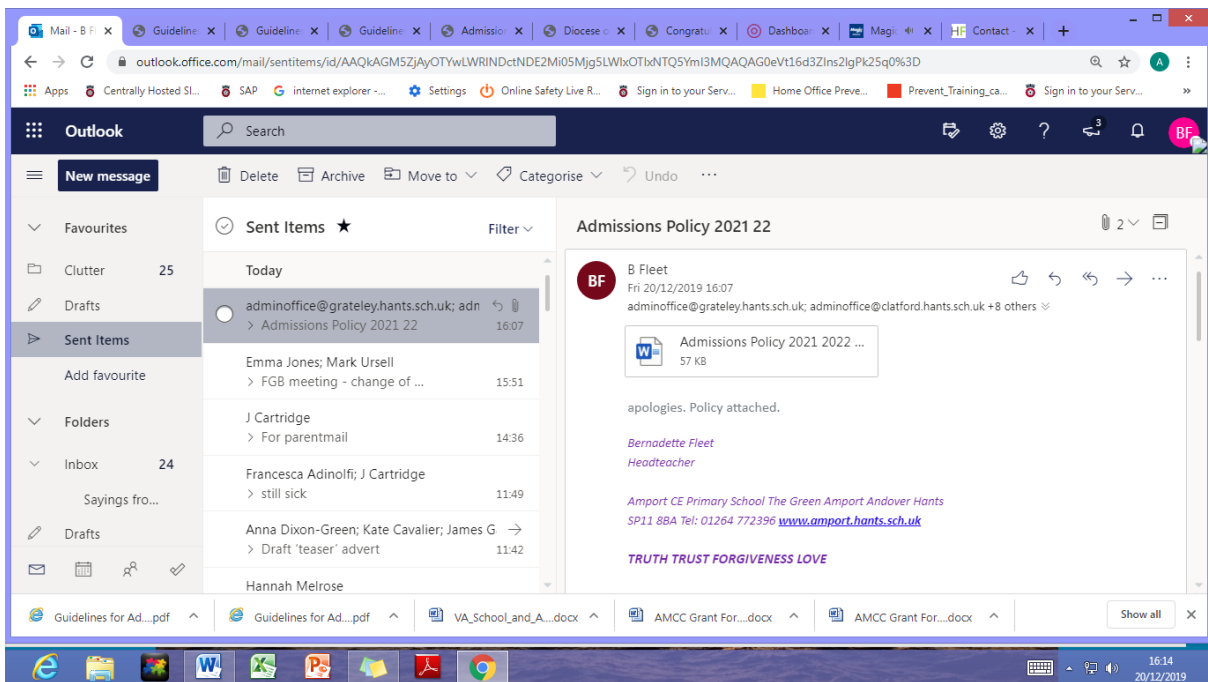 Mail - B Fl
Guideline
Guideline
Guideline
Admission
Diocese o
Congratu
Dashboar
Magi
HF Contact -
outlook.office.com/mail/sentitems/id/AAQkAGM5ZjAyOTYwLWRINDctNDE2Mi05Mjg5LWIxOTIxNTQ5YmI3MQAQAG0eVt16d3ZIns2IgPk25q0%3D
A
Apps Centrally Hosted Sl... SAP G internet explorer -... Settings Online Safety Live R... Sign in to your Serv... Home Office Preve... Prevent_Training_ca... Sign in to your Serv... »
Outlook
Search
3
BF
New message
Delete Archive Move to Categorise Undo ...
Favourites
Clutter 25
Drafts
Sent Items
Add favourite
Folders
Inbox 24
Sayings fro...
Drafts
Sent Items ★ Filter
Today
adminoffice@grateley.hants.sch.uk; adn
> Admissions Policy 2021 22 16:07
Emma Jones; Mark Ursell
> FGB meeting - change of ... 15:51
J Cartridge
> For parentmail 14:36
Francesca Adinolfi; J Cartridge
> still sick 11:49
Anna Dixon-Green; Kate Cavalier; James G
> Draft 'teaser' advert 11:42
Hannah Melrose
Admissions Policy 2021 22 2
BF
B Fleet
Fri 20/12/2019 16:07
adminoffice@grateley.hants.sch.uk; adminoffice@clatford.hants.sch.uk +8 others
W
Admissions Policy 2021 2022 ...
57 KB
apologies. Policy attached.
Bernadette Fleet
Headteacher
Amport CE Primary School The Green Amport Andover Hants
SP11 8BA Tel: 01264 772396 www.amport.hants.sch.uk
TRUTH TRUST FORGIVENESS LOVE
Guidelines for Ad....pdf Guidelines for Ad....pdf VA_School_and_A....docx AMCC Grant For....docx AMCC Grant For....docx Show all
16:14
20/12/2019